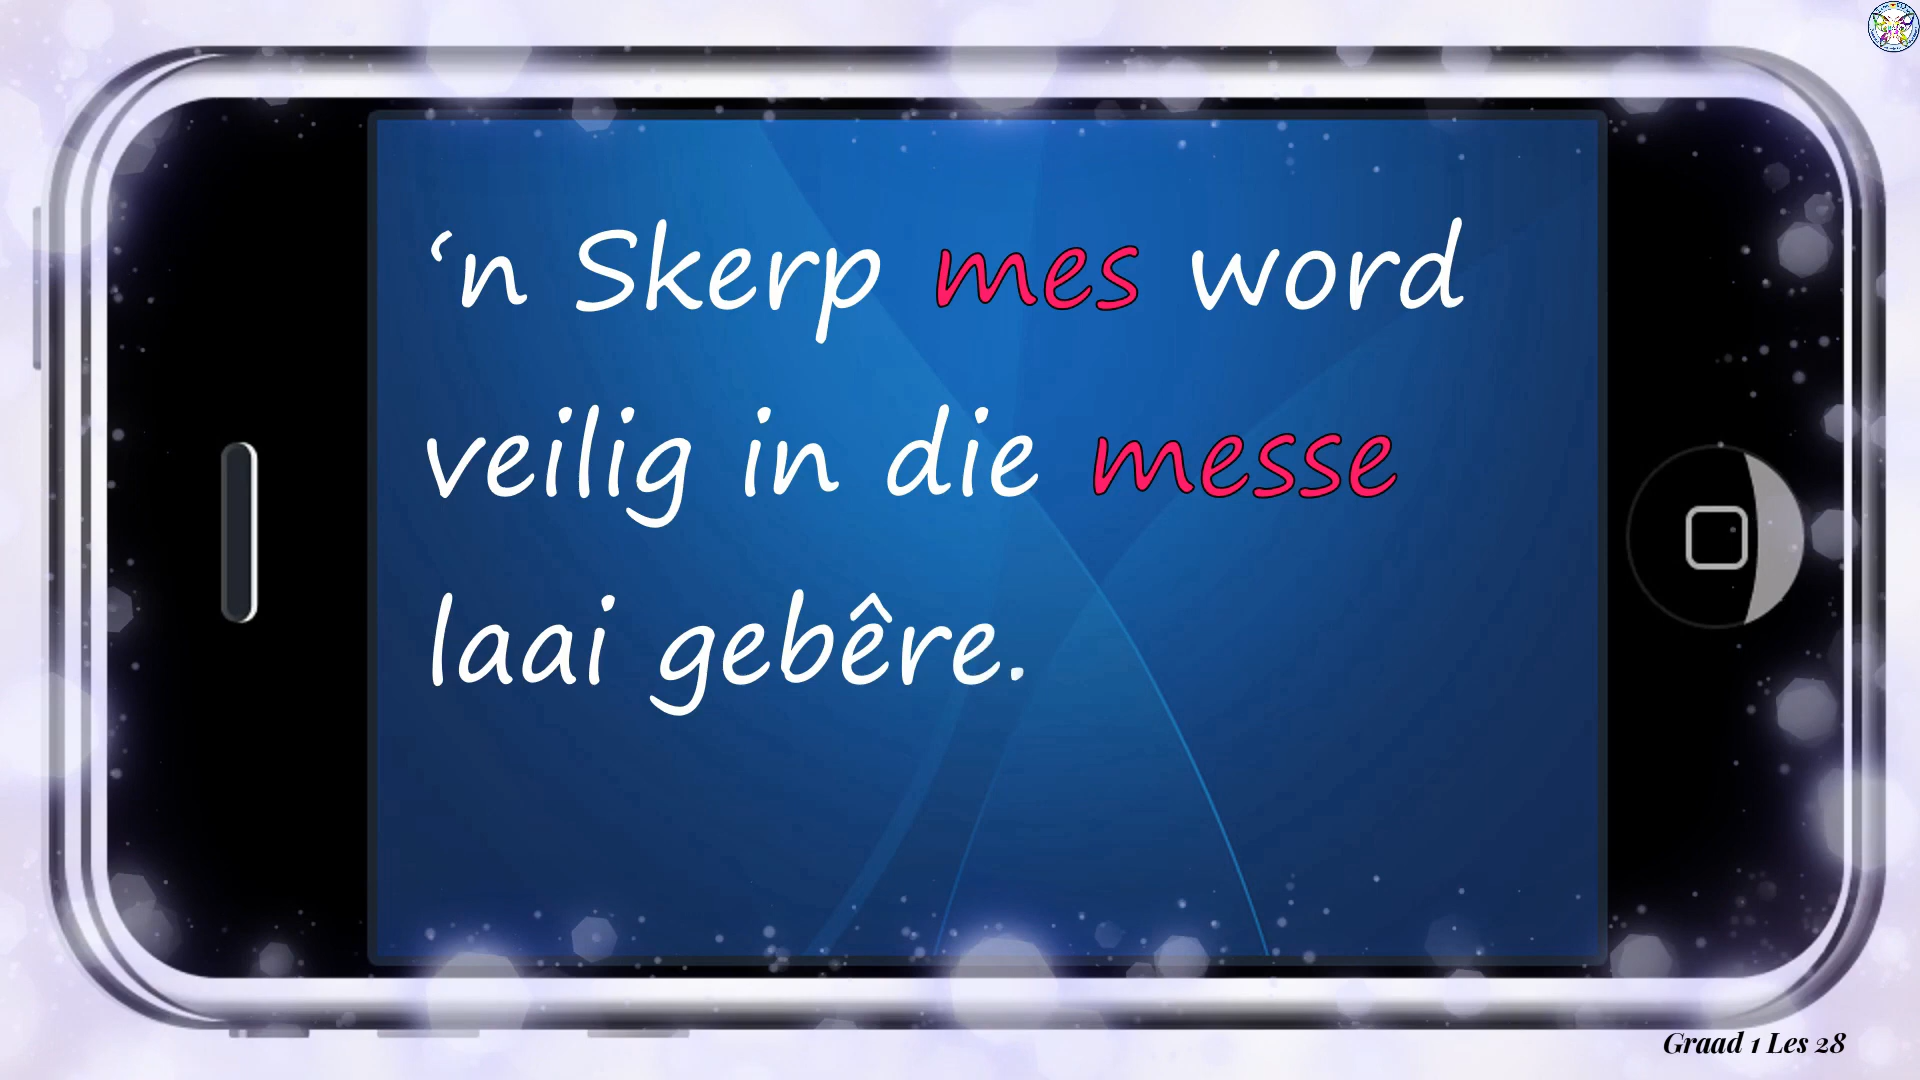 ‘n Skerp mes word
veilig in die messe
laai gebêre.
Graad 1 Les 28